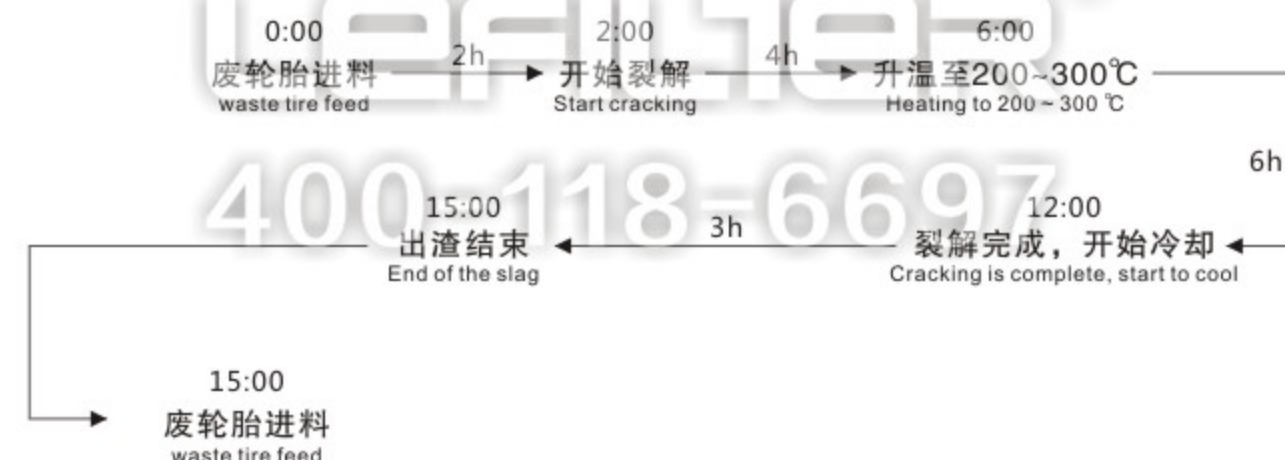 LEFILTER
0:00
2h
废轮胎进料
waste tire feed
2:00
4h
开始裂解
Start cracking
6:00
升温至200~300℃
Heating to 200 ~ 300 ℃
6h
400-118-6697
12:00
裂解完成，开始冷却
Cracking is complete, start to cool
3h
15:00
出渣结束
End of the slag
15:00
废轮胎进料
waste tire feed